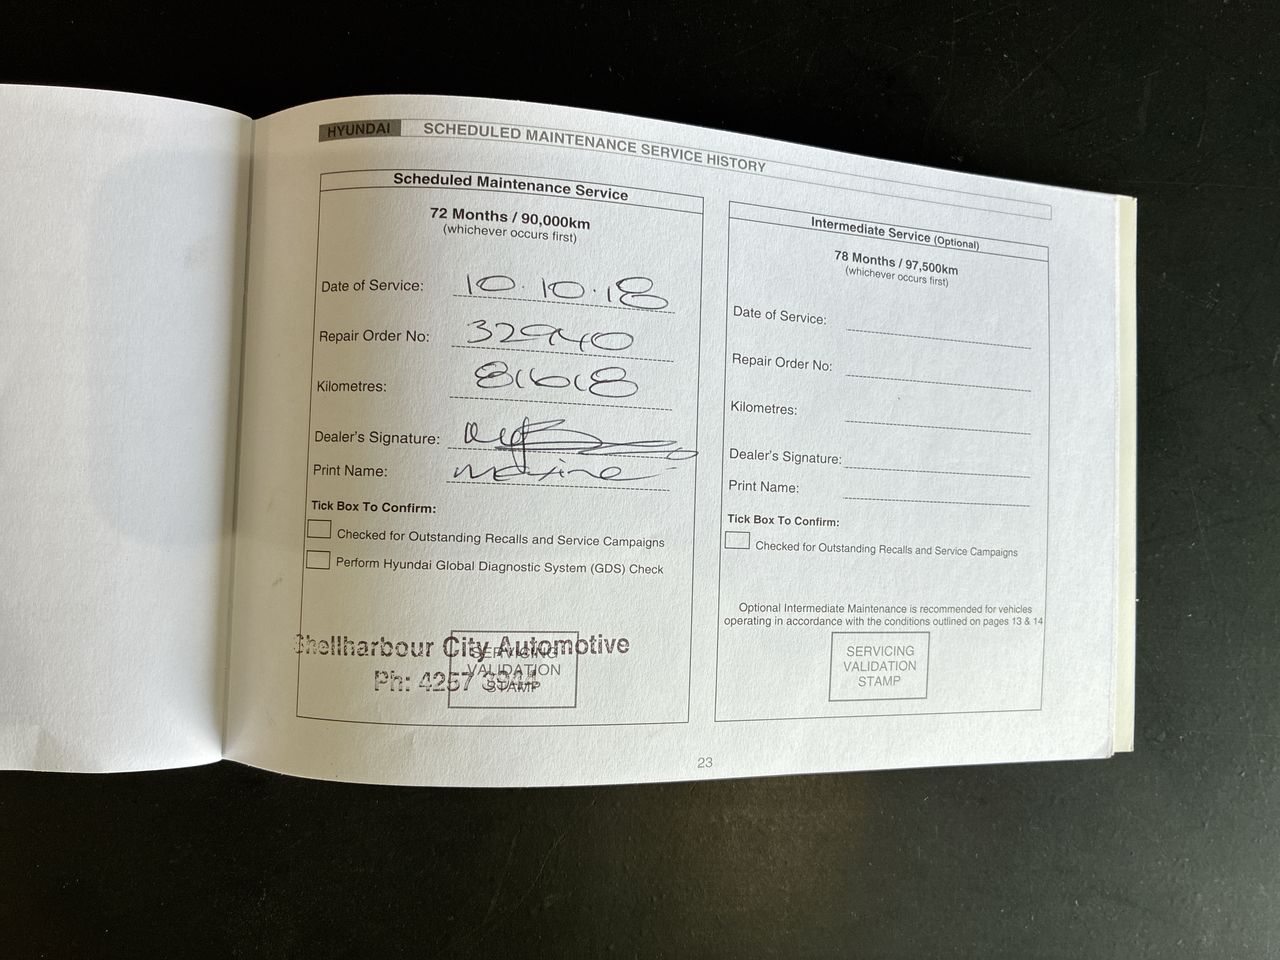 HYUNDAI SCHEDULED MAINTENANCE SERVICE HISTORY
Scheduled Maintenance Service
72 Months / 90,000km
(whichever occurs first)
Date of Service: 10.10.18
Repair Order No: 32940
Kilometres: 81618
Dealer's Signature:
Print Name: Maxine
Tick Box To Confirm:
Checked for Outstanding Recalls and Service Campaigns
Perform Hyundai Global Diagnostic System (GDS) Check
Shellharbour City Automotive
Ph: 4257
SERVICING
VALIDATION
STAMP
Intermediate Service (Optional)
78 Months / 97,500km
(whichever occurs first)
Date of Service:
Repair Order No:
Kilometres:
Dealer's Signature:
Print Name:
Tick Box To Confirm:
Checked for Outstanding Recalls and Service Campaigns
Optional Intermediate Maintenance is recommended for vehicles
operating in accordance with the conditions outlined on pages 13 & 14
SERVICING
VALIDATION
STAMP
23